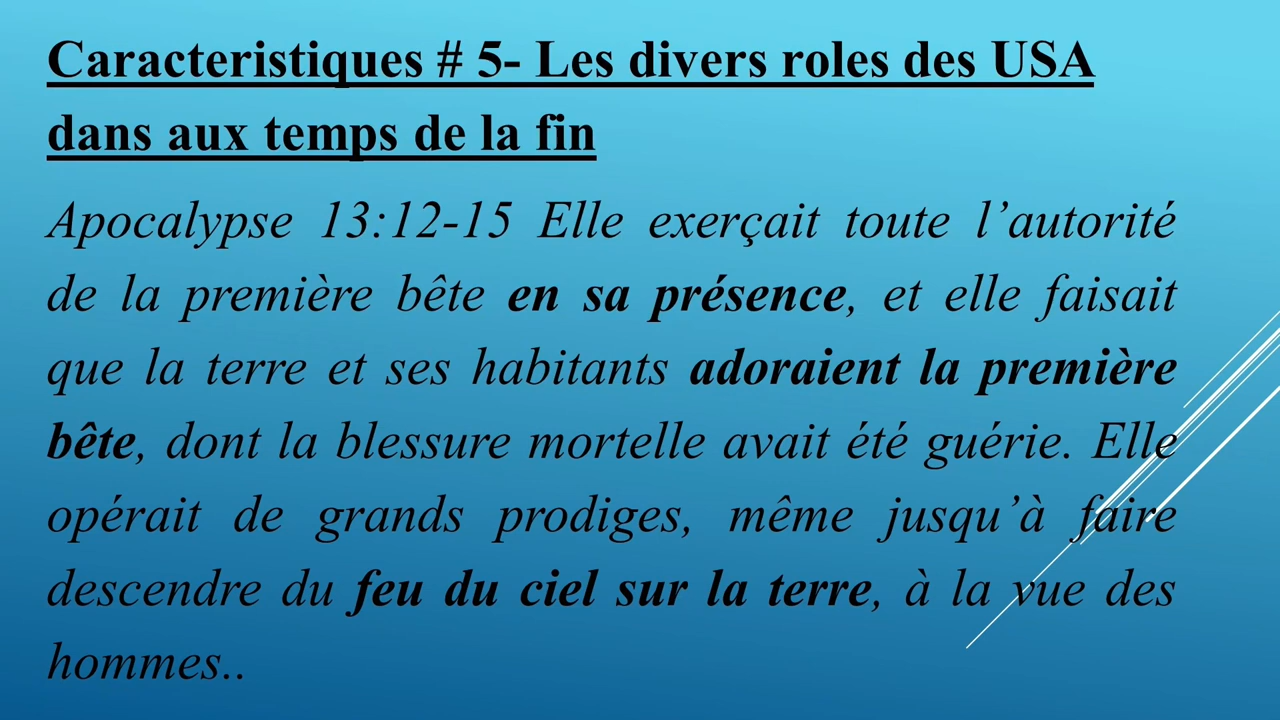 Caracteristiques # 5- Les divers roles des USA
dans aux temps de la fin
Apocalypse 13:12-15 Elle exerçait toute l’autorité
de la première bête en sa présence, et elle faisait
que la terre et ses habitants adoraient la première
bête, dont la blessure mortelle avait été guérie. Elle
opérait de grands prodiges, même jusqu’à faire
descendre du feu du ciel sur la terre, à la vue des
hommes..